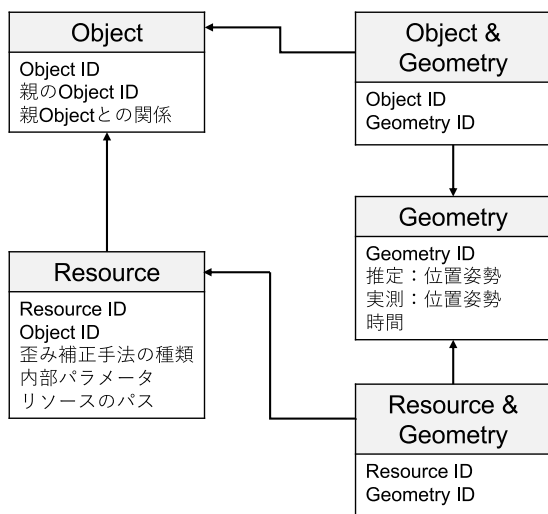 Object
Object ID
親のObject ID
親Objectとの関係
Object &
Geometry
Object ID
Geometry ID
Geometry
Geometry ID
推定：位置姿勢
実測：位置姿勢
時間
Resource
Resource ID
Object ID
歪み補正手法の種類
内部パラメータ
リソースのパス
Resource &
Geometry
Resource ID
Geometry ID